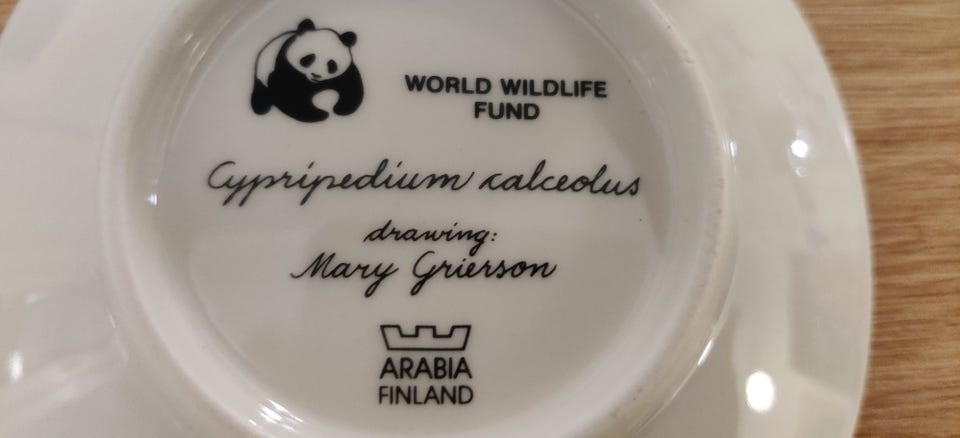 WORLD WILDLIFE
FUND
Cypripedium calceolus
drawing:
Mary Grierson
ARABIA
FINLAND